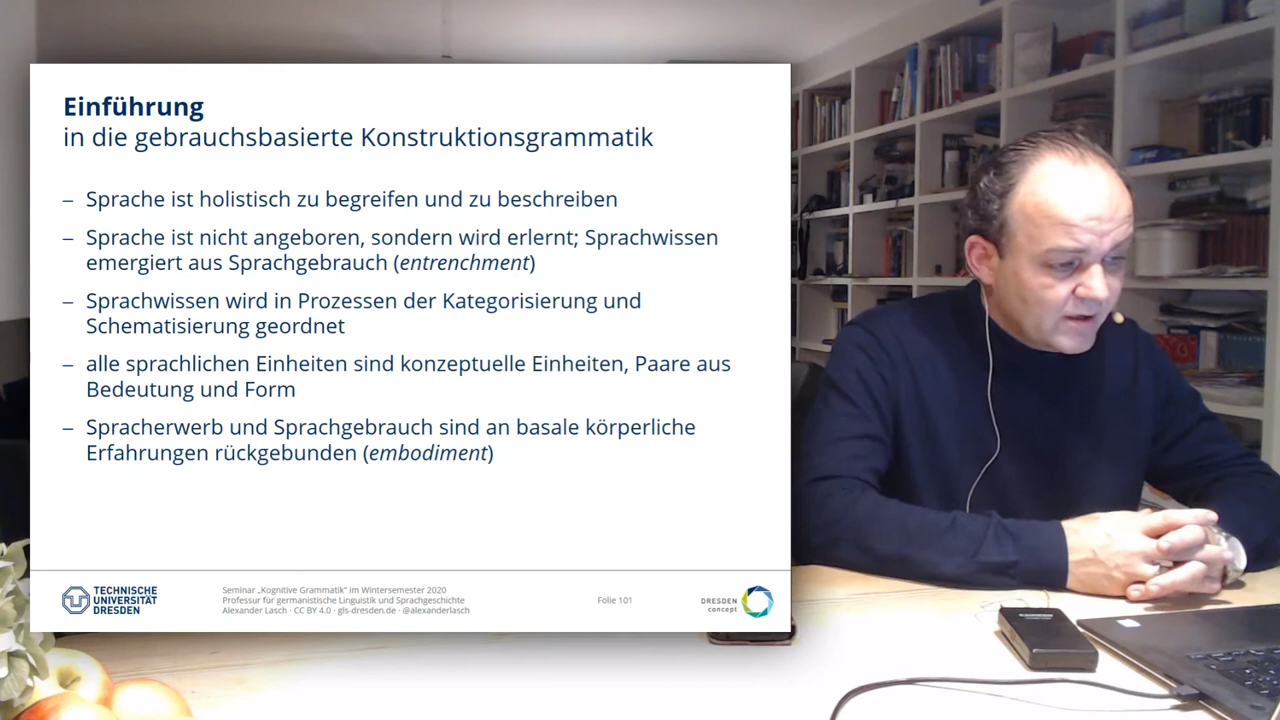 Einführung
in die gebrauchsbasierte Konstruktionsgrammatik
– Sprache ist holistisch zu begreifen und zu beschreiben
– Sprache ist nicht angeboren, sondern wird erlernt; Sprachwissen
emergiert aus Sprachgebrauch (entrenchment)
– Sprachwissen wird in Prozessen der Kategorisierung und
Schematisierung geordnet
– alle sprachlichen Einheiten sind konzeptuelle Einheiten, Paare aus
Bedeutung und Form
– Spracherwerb und Sprachgebrauch sind an basale körperliche
Erfahrungen rückgebunden (embodiment)
TECHNISCHE
UNIVERSITÄT
DRESDEN
Seminar „Kognitive Grammatik“ im Wintersemester 2020
Professur für germanistische Linguistik und Sprachgeschichte
Alexander Lasch · CC BY 4.0 · gls-dresden.de · @alexanderlasch
Folie 101
DRESDEN
concept